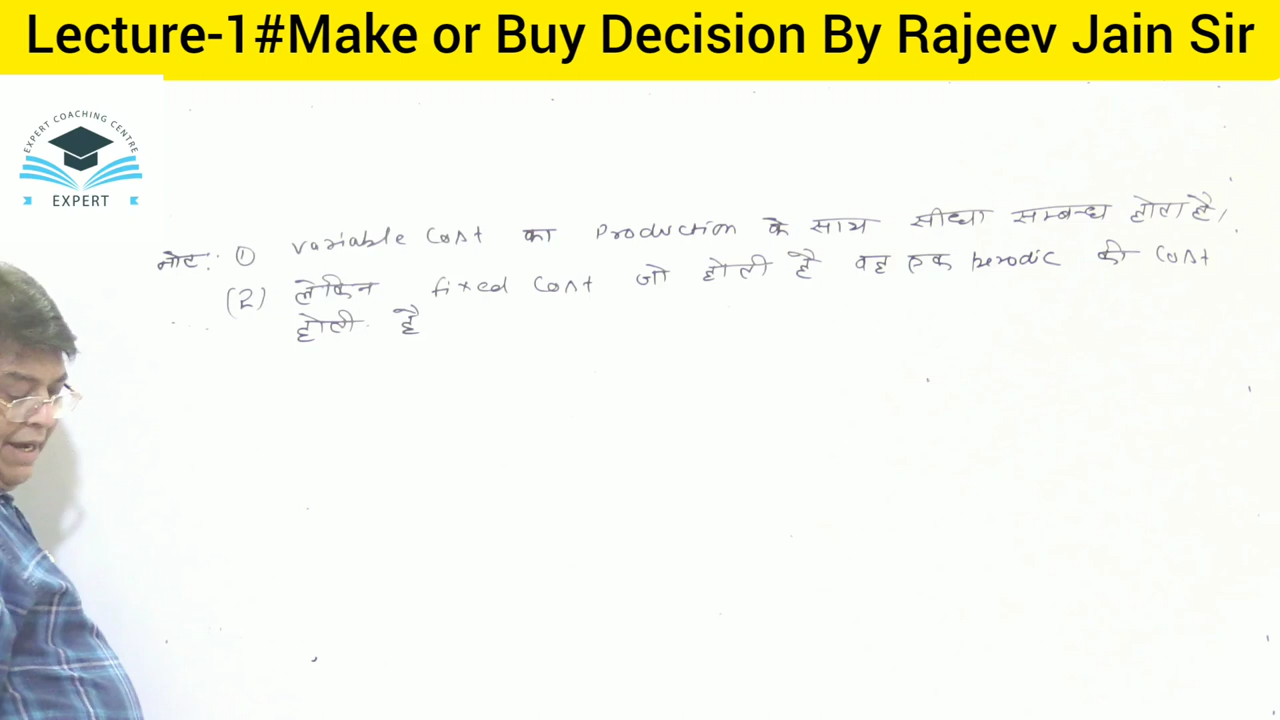 Lecture-1#Make or Buy Decision By Rajeev Jain Sir
EXPERT COACHING CENTRE
EXPERT
नोट:- ① variable cost का Production के साथ सीधा सम्बन्ध होता है,
(2) लेकिन fixed cost जो होती है वह एक perodic की cost
होती है